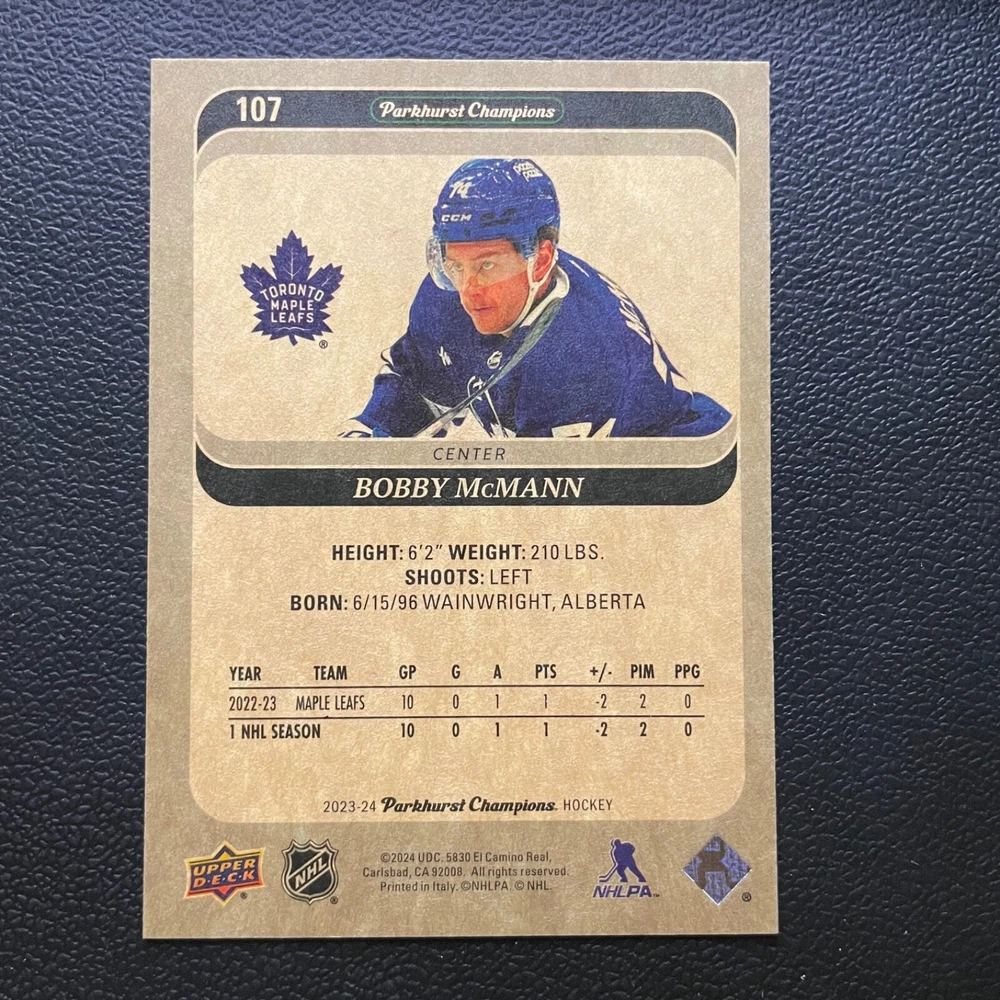 107
Parkhurst Champions
74
CCM
TORONTO
MAPLE
LEAFS
®
CENTER
BOBBY McMANN
HEIGHT: 6'2" WEIGHT: 210 LBS.
SHOOTS: LEFT
BORN: 6/15/96 WAINWRIGHT, ALBERTA
YEAR TEAM GP G A PTS +/- PIM PPG
2022-23 MAPLE LEAFS 10 0 1 1 -2 2 0
1 NHL SEASON 10 0 1 1 -2 2 0
2023-24 Parkhurst Champions HOCKEY
UPPER
D·E·C·K
®
NHL
®
©2024 UDC. 5830 El Camino Real,
Carlsbad, CA 92008. All rights reserved.
Printed in Italy. ©NHLPA © NHL.
NHLPA™
®